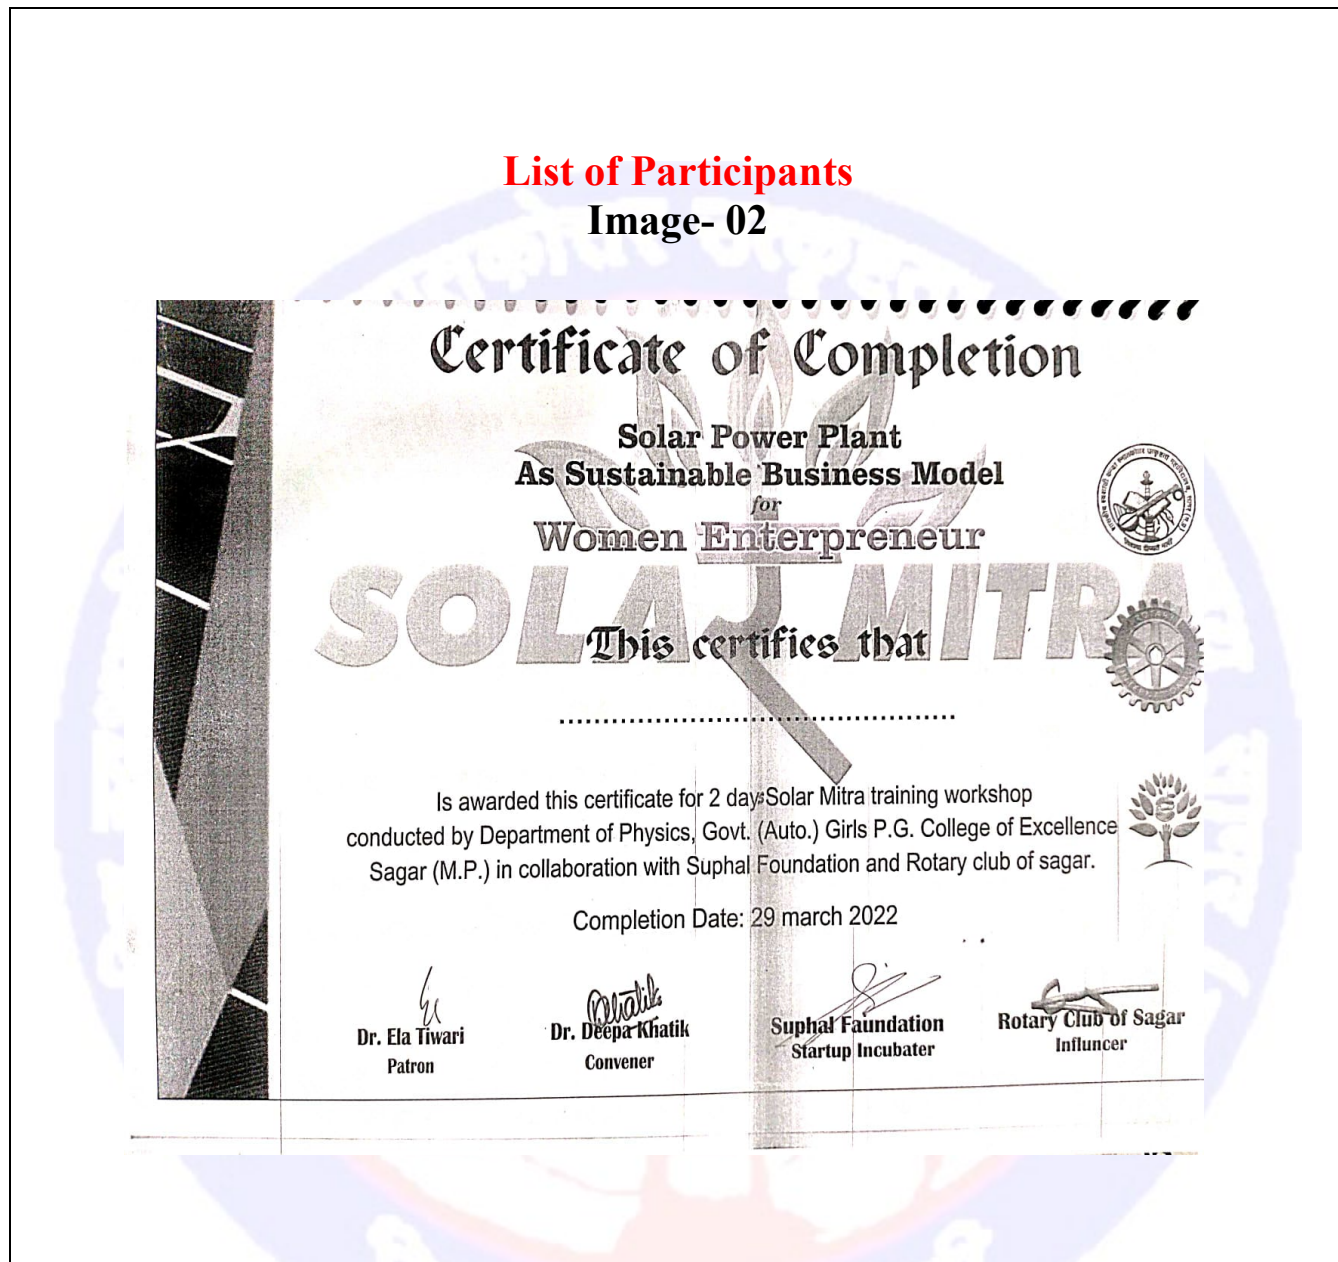 List of Participants
Image- 02
Certificate of Completion
Solar Power Plant
As Sustainable Business Model
for
Women Enterpreneur
SOLAR MITRA
This certifies that
Is awarded this certificate for 2 days Solar Mitra training workshop
conducted by Department of Physics, Govt. (Auto.) Girls P.G. College of Excellence
Sagar (M.P.) in collaboration with Suphal Foundation and Rotary club of sagar.
Completion Date: 29 march 2022
Dr. Ela Tiwari
Patron
Dr. Deepa Khatik
Convener
Suphal Faundation
Startup Incubater
Rotary Club of Sagar
Influncer